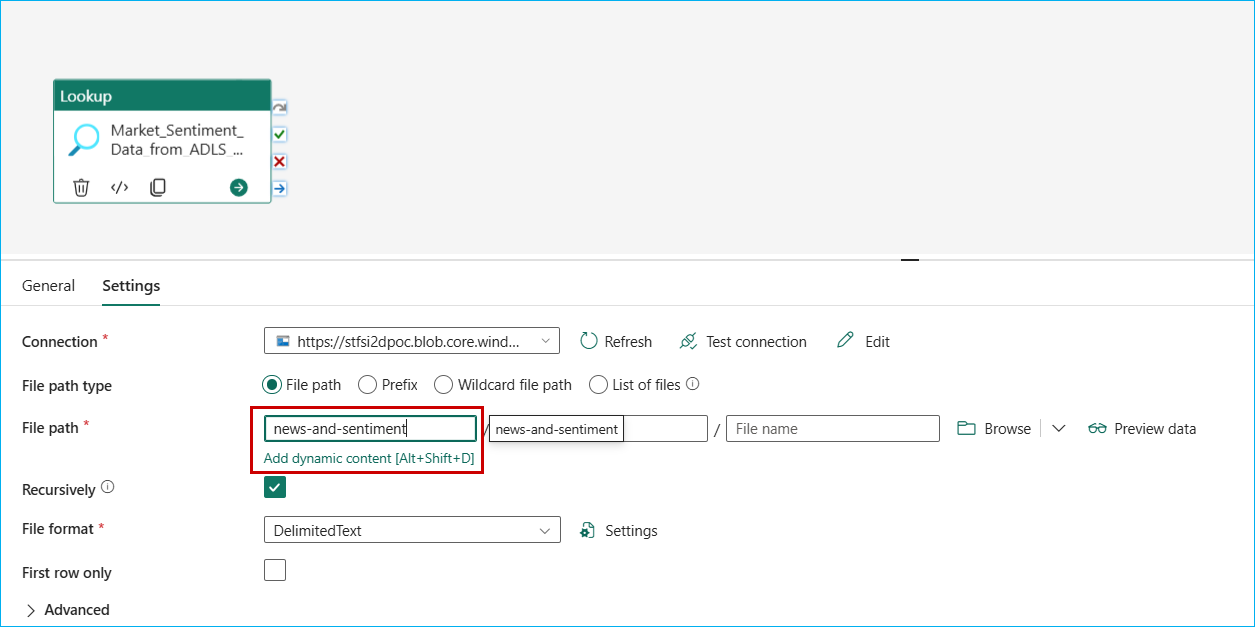 Lookup
Market_Sentiment_
Data_from_ADLS_...
</>
General Settings
Connection * https://stfsi2dpoc.blob.core.wind... Refresh Test connection Edit
File path type File path Prefix Wildcard file path List of files
File path * news-and-sentiment / news-and-sentiment / File name Browse Preview data
Add dynamic content [Alt+Shift+D]
Recursively
File format * DelimitedText Settings
First row only
Advanced